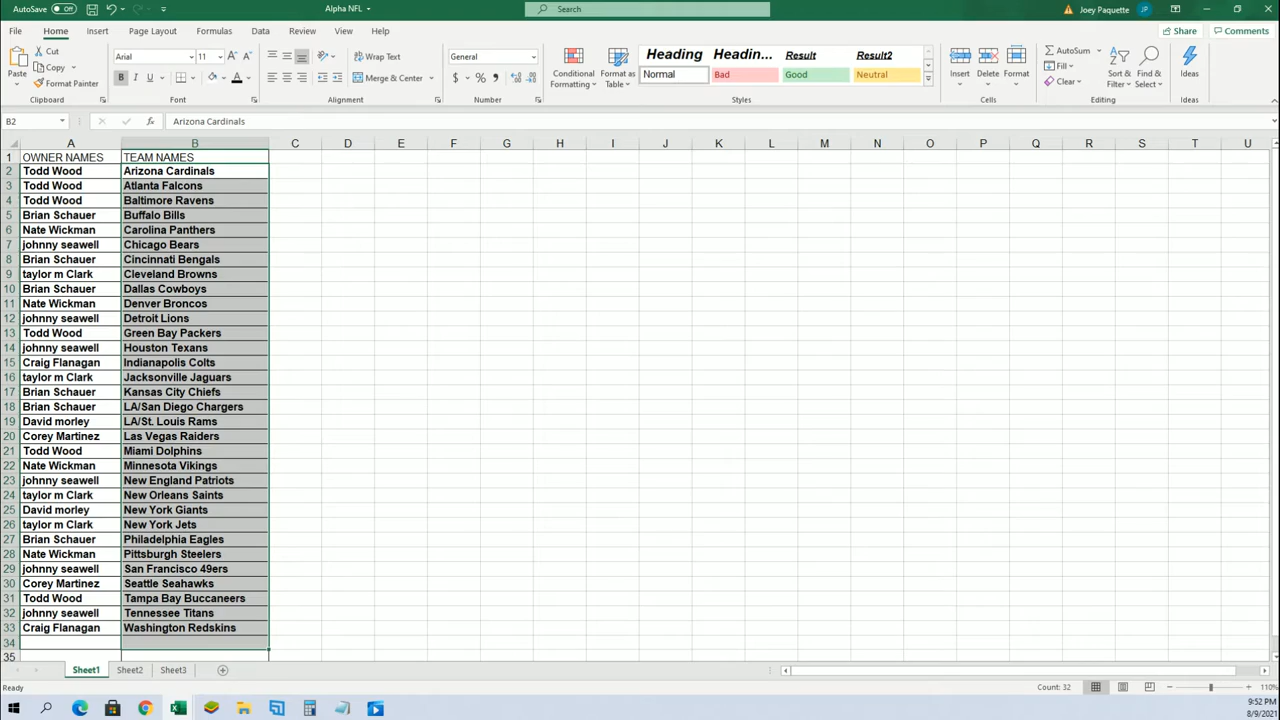 AutoSave Off
Alpha NFL
Search
Joey Paquette JP
File Home Insert Page Layout Formulas Data Review View Help
Share Comments
Paste
Cut
Copy
Format Painter
Clipboard
Arial 11
B I U
Font
Wrap Text
Merge & Center
Alignment
General
$ % ,
Number
Conditional Formatting
Format as Table
Heading Headin... Result Result2
Normal Bad Good Neutral
Styles
Insert Delete Format
Cells
AutoSum
Fill
Clear
Sort & Filter
Find & Select
Editing
Ideas
Ideas
B2 fx Arizona Cardinals
A B C D E F G H I J K L M N O P Q R S T U
1 OWNER NAMES TEAM NAMES
2 Todd Wood Arizona Cardinals
3 Todd Wood Atlanta Falcons
4 Todd Wood Baltimore Ravens
5 Brian Schauer Buffalo Bills
6 Nate Wickman Carolina Panthers
7 johnny seawell Chicago Bears
8 Brian Schauer Cincinnati Bengals
9 taylor m Clark Cleveland Browns
10 Brian Schauer Dallas Cowboys
11 Nate Wickman Denver Broncos
12 johnny seawell Detroit Lions
13 Todd Wood Green Bay Packers
14 johnny seawell Houston Texans
15 Craig Flanagan Indianapolis Colts
16 taylor m Clark Jacksonville Jaguars
17 Brian Schauer Kansas City Chiefs
18 Brian Schauer LA/San Diego Chargers
19 David morley LA/St. Louis Rams
20 Corey Martinez Las Vegas Raiders
21 Todd Wood Miami Dolphins
22 Nate Wickman Minnesota Vikings
23 johnny seawell New England Patriots
24 taylor m Clark New Orleans Saints
25 David morley New York Giants
26 taylor m Clark New York Jets
27 Brian Schauer Philadelphia Eagles
28 Nate Wickman Pittsburgh Steelers
29 johnny seawell San Francisco 49ers
30 Corey Martinez Seattle Seahawks
31 Todd Wood Tampa Bay Buccaneers
32 johnny seawell Tennessee Titans
33 Craig Flanagan Washington Redskins
34
35
Sheet1 Sheet2 Sheet3
Ready Count: 32 110%
9:52 PM
8/9/2021